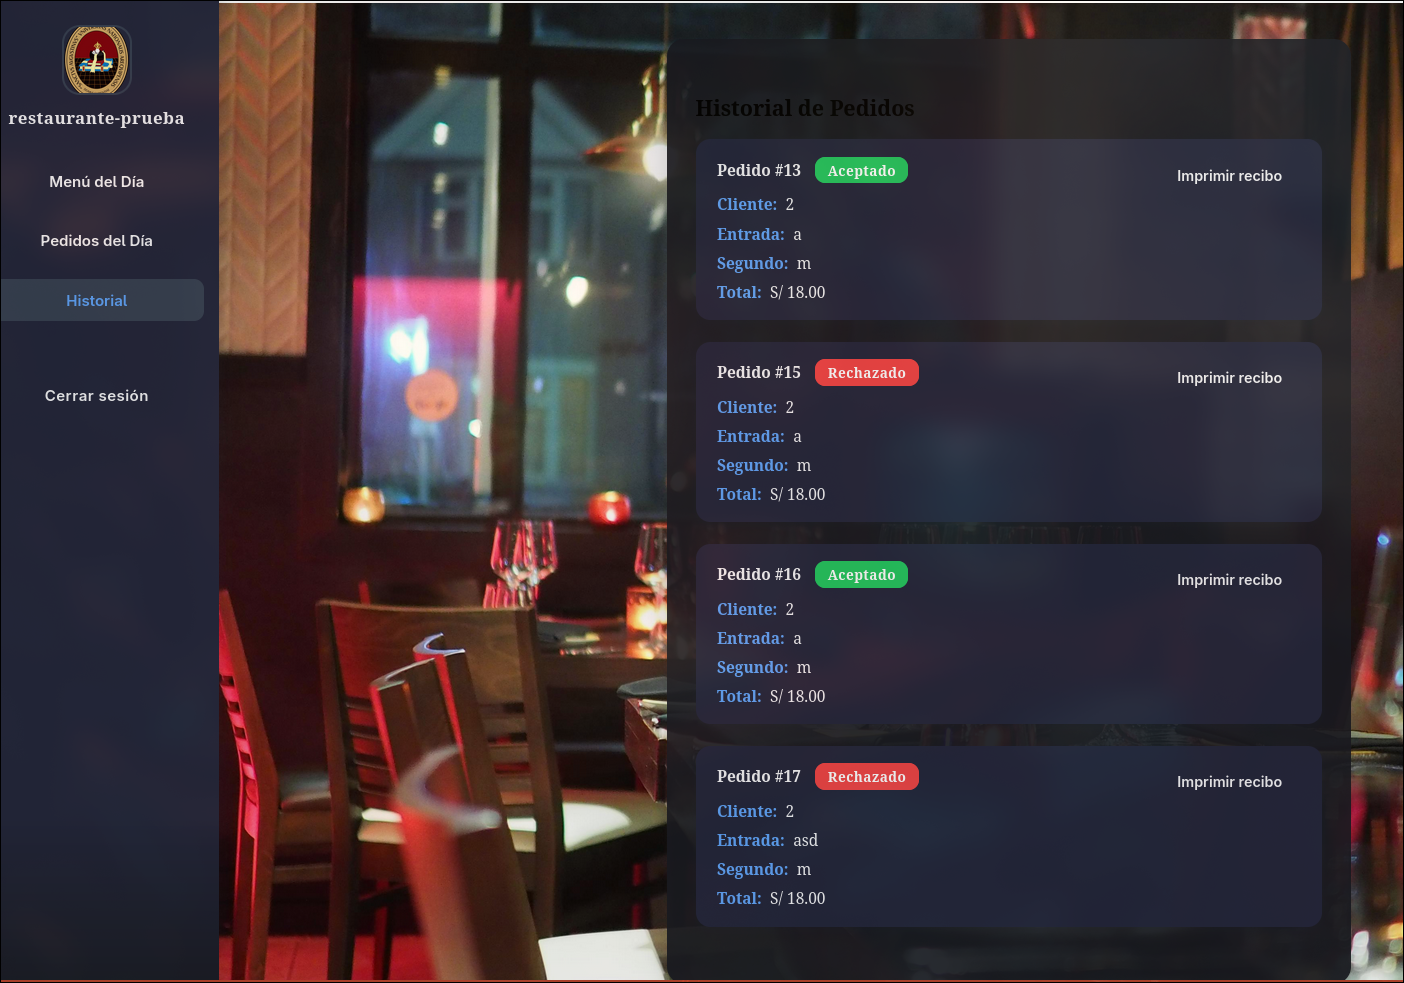 restaurante-prueba
Menú del Día
Pedidos del Día
Historial
Cerrar sesión
Historial de Pedidos
Pedido #13 Aceptado Imprimir recibo
Cliente: 2
Entrada: a
Segundo: m
Total: S/ 18.00
Pedido #15 Rechazado Imprimir recibo
Cliente: 2
Entrada: a
Segundo: m
Total: S/ 18.00
Pedido #16 Aceptado Imprimir recibo
Cliente: 2
Entrada: a
Segundo: m
Total: S/ 18.00
Pedido #17 Rechazado Imprimir recibo
Cliente: 2
Entrada: asd
Segundo: m
Total: S/ 18.00